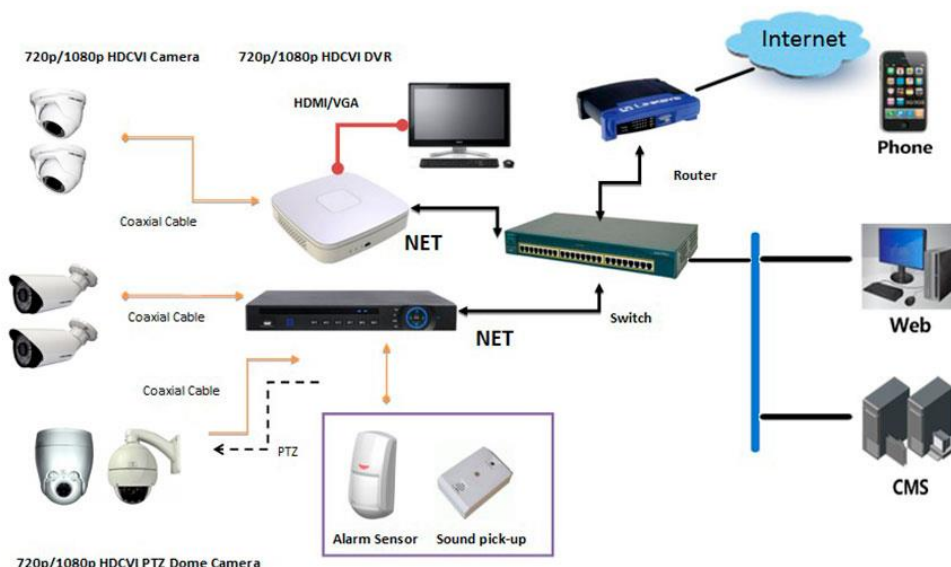 720p/1080p HDCVI Camera
720p/1080p HDCVI DVR
Internet
HDMI/VGA
Linksys
Phone
Router
Coaxial Cable
NET
Coaxial Cable
NET
Switch
Web
Coaxial Cable
PTZ
CMS
Alarm Sensor
Sound pick-up
720p/1080p HDCVI PTZ Dome Camera